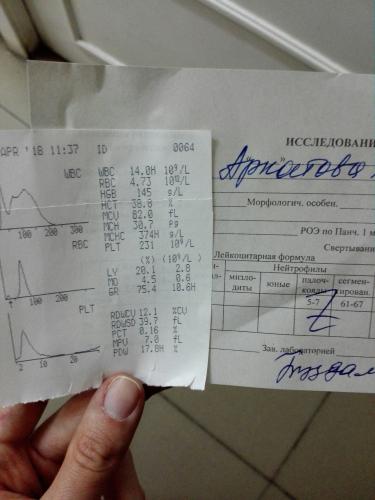 APR '18 11:37 ID 0064
WBC
WBC 14.0H 10⁹/L
RBC 4.73 10¹²/L
HGB 145 g/L
HCT 38.8 %
MCV 82.0 fL
MCH 30.7 Pg
MCHC 374H g/L
PLT 231 10⁹/L
100 200 300
RBC
(%) (10⁹/L)
LY 20.1 2.8
MO 4.5 0.6
GR 75.4 10.6H
100 200
PLT
RDWCV 12.1 %CV
RDWSD 39.7 fL
PCT 0.16 %
MPV 7.0 fL
PDW 17.8H %
2 10 20
ИССЛЕДОВАНИ
Морфологич. особен.
РОЭ по Панч. 1 м
Свертывани
Лейкоцитарная формула
Нейтрофилы
миэло-
циты
юные
палоч-
коядн.
сегмен-
тирован.
5-7 61-67
7
Зав. лабораторией